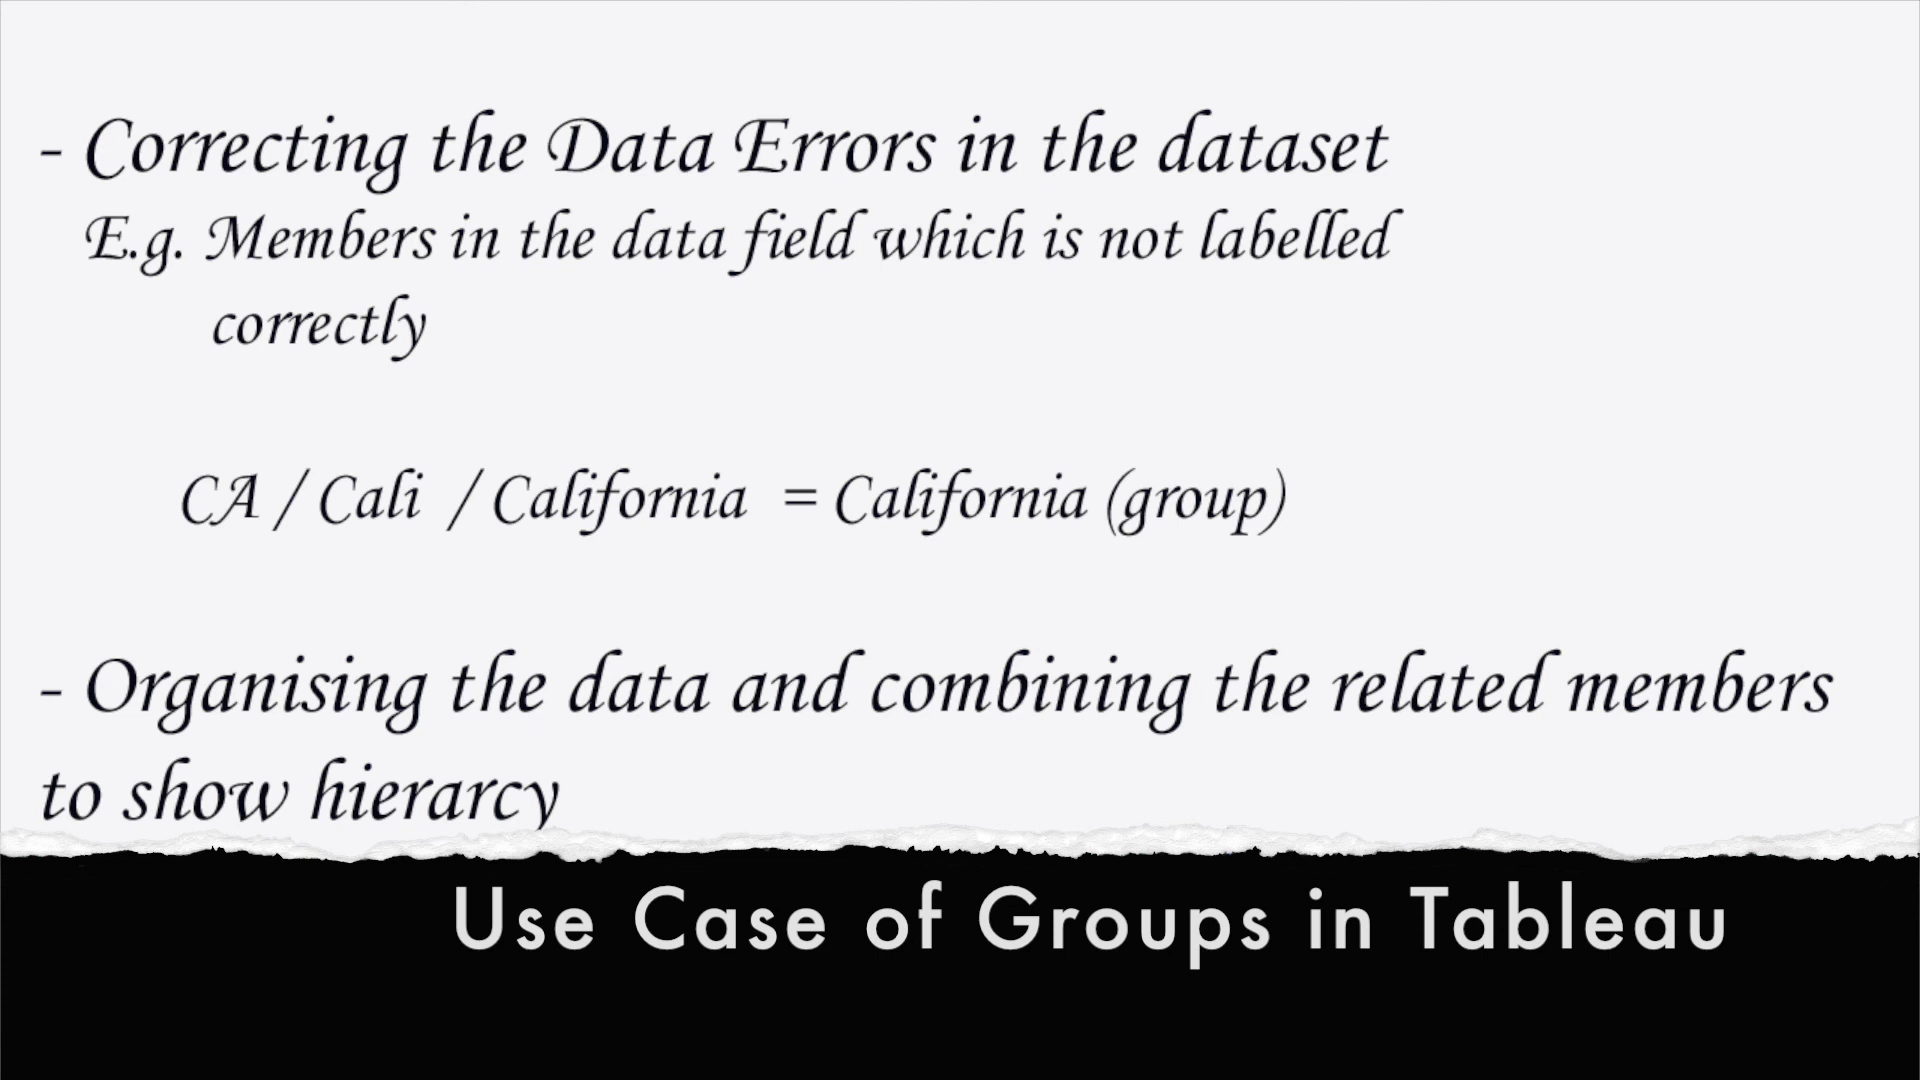 - Correcting the Data Errors in the dataset
E.g. Members in the data field which is not labelled
correctly
CA / Cali / California = California (group)
- Organising the data and combining the related members
to show hierarcy
Use Case of Groups in Tableau